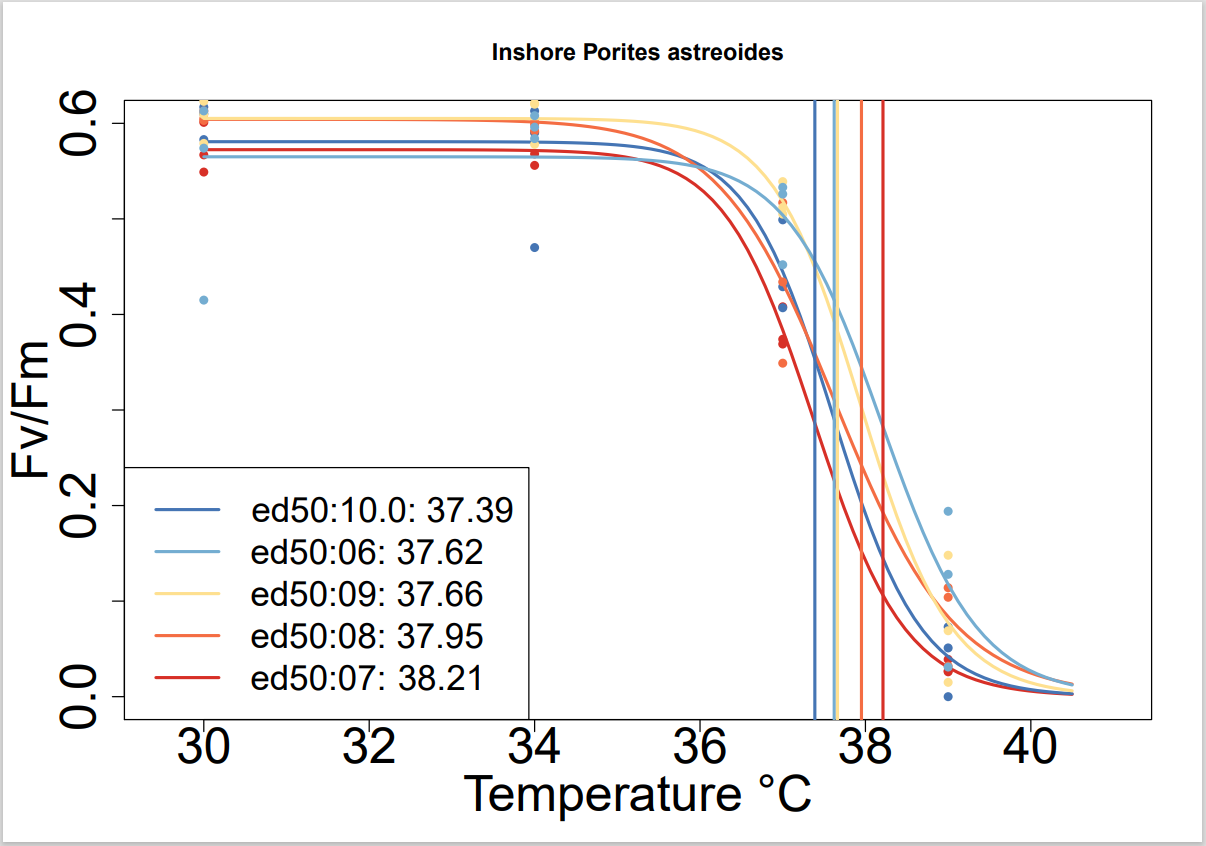 Inshore Porites astreoides
0.6
0.4
0.2
0.0
Fv/Fm
ed50:10.0: 37.39
ed50:06: 37.62
ed50:09: 37.66
ed50:08: 37.95
ed50:07: 38.21
30 32 34 36 38 40
Temperature °C